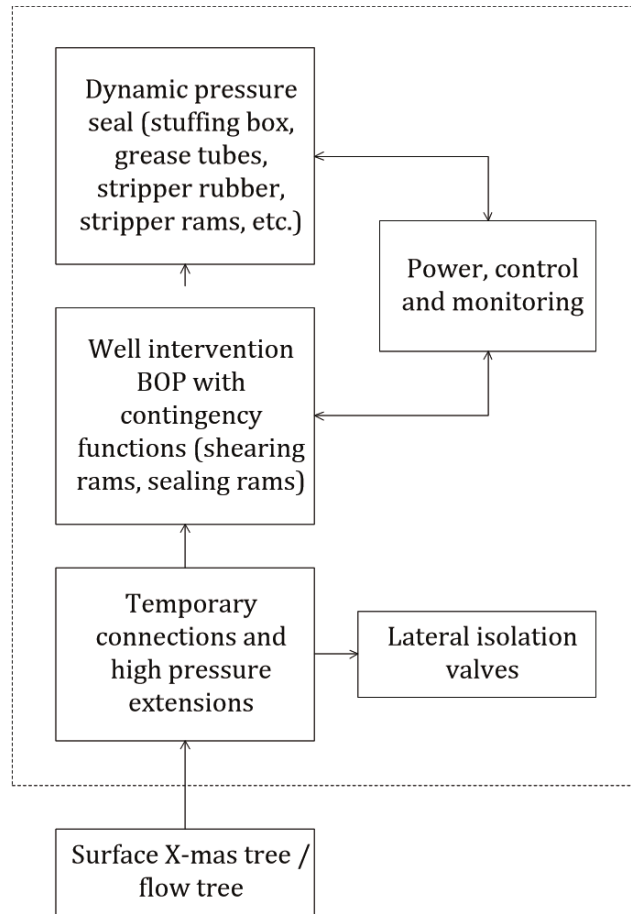 Dynamic pressure
seal (stuffing box,
grease tubes,
stripper rubber,
stripper rams, etc.)
Power, control
and monitoring
Well intervention
BOP with
contingency
functions (shearing
rams, sealing rams)
Temporary
connections and
high pressure
extensions
Lateral isolation
valves
Surface X-mas tree /
flow tree